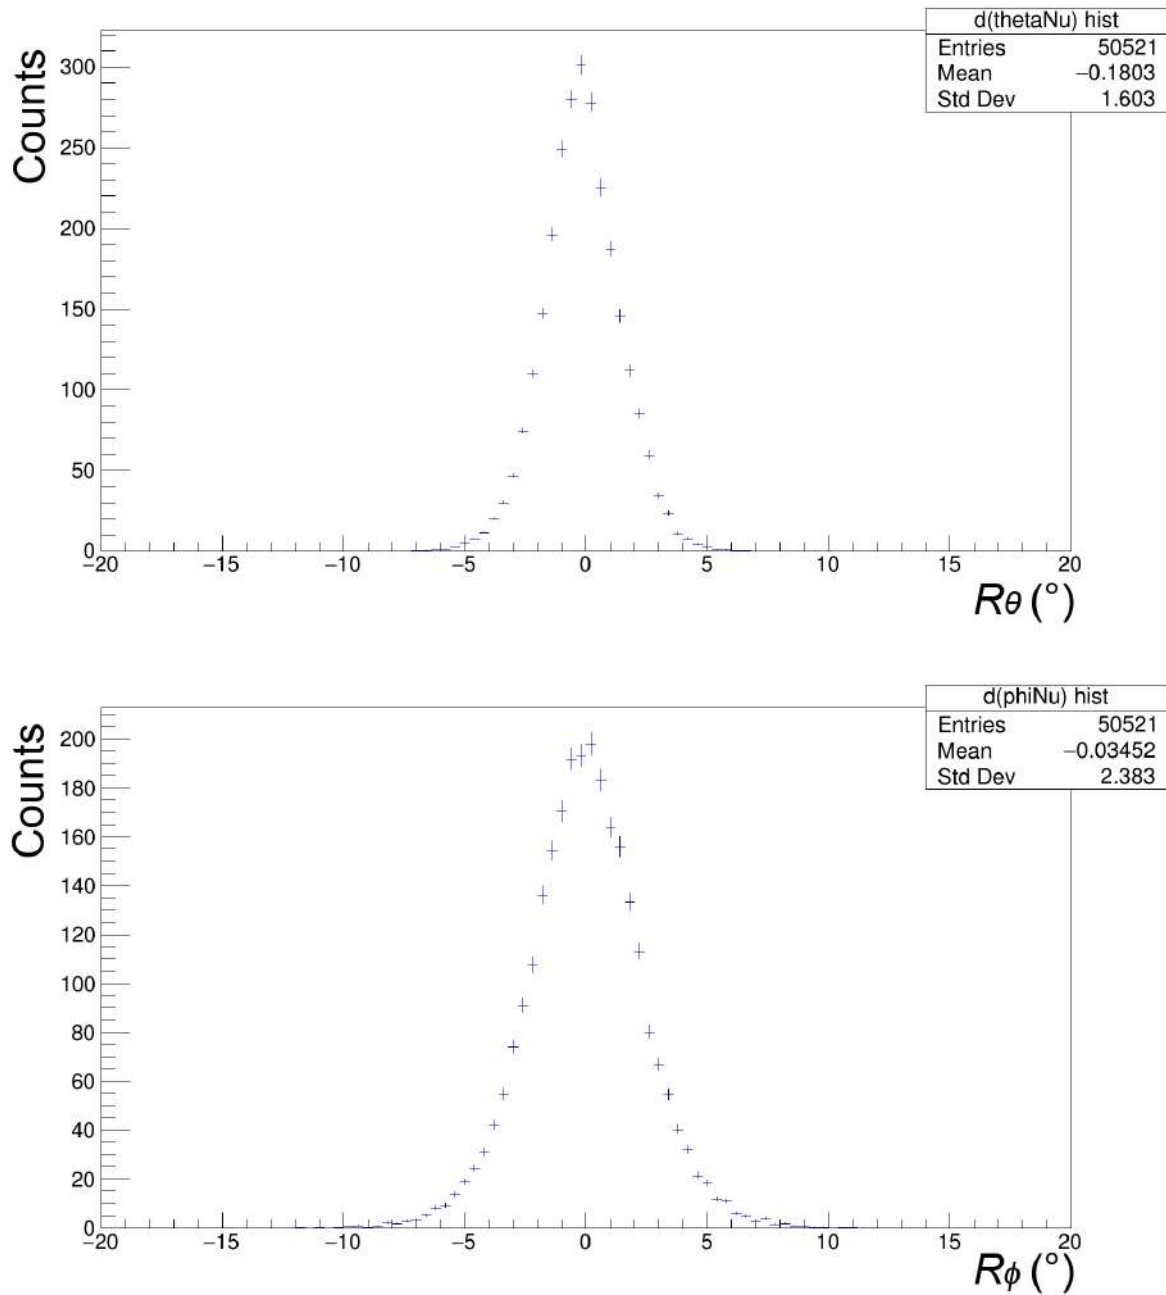 d(thetaNu) hist
Entries 50521
Mean −0.1803
Std Dev 1.603
Counts
300
250
200
150
100
50
0
−20 −15 −10 −5 0 5 10 15 20
Rθ (°)
d(phiNu) hist
Entries 50521
Mean −0.03452
Std Dev 2.383
Counts
200
180
160
140
120
100
80
60
40
20
0
−20 −15 −10 −5 0 5 10 15 20
Rϕ (°)